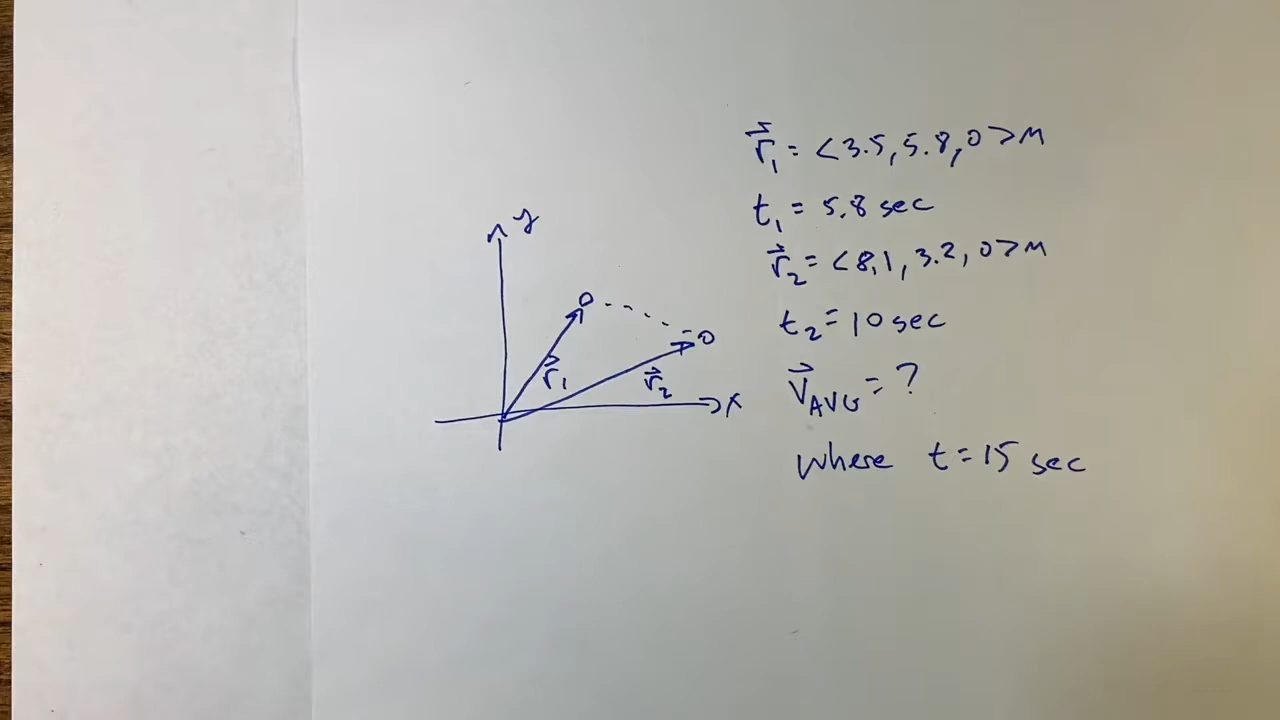 r⃗₁ = <3.5, 5.8, 0> m
t₁ = 5.8 sec
r⃗₂ = <8.1, 3.2, 0> m
t₂ = 10 sec
v⃗AVG = ?
Where t = 15 sec
y
r⃗₁
r⃗₂
x